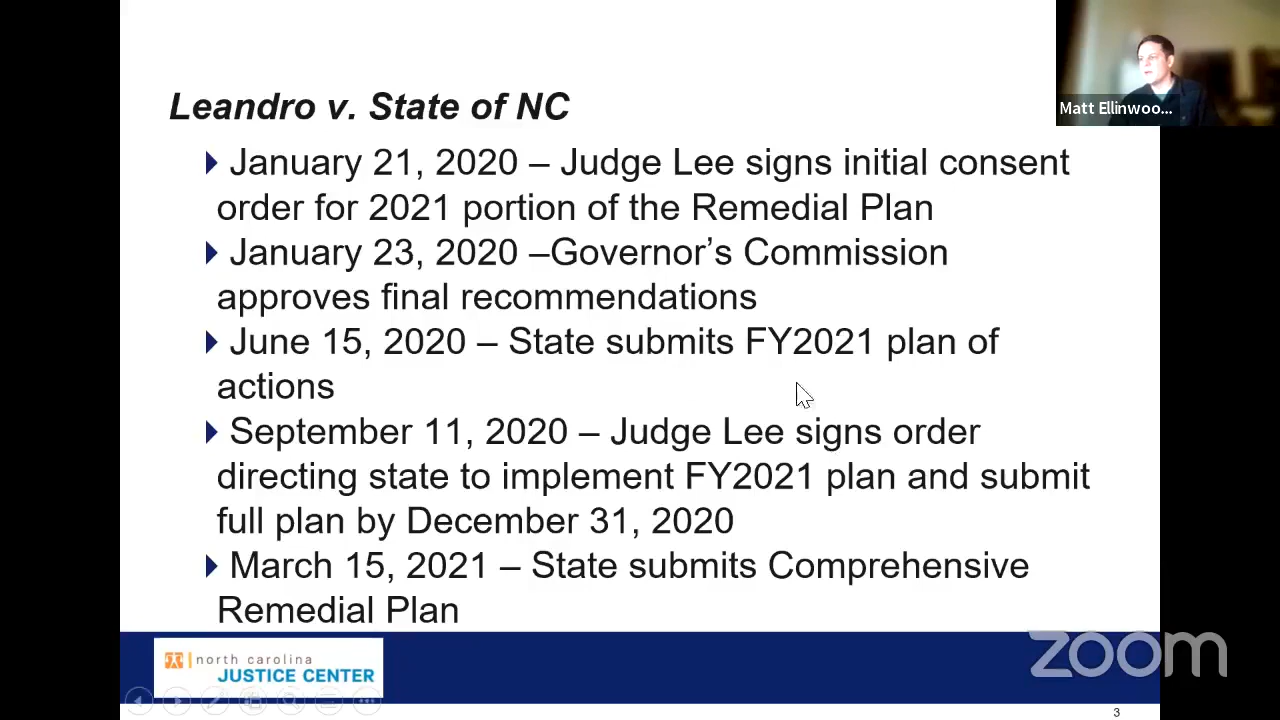 Leandro v. State of NC
Matt Ellinwoo...
January 21, 2020 – Judge Lee signs initial consent
order for 2021 portion of the Remedial Plan
January 23, 2020 –Governor’s Commission
approves final recommendations
June 15, 2020 – State submits FY2021 plan of
actions
September 11, 2020 – Judge Lee signs order
directing state to implement FY2021 plan and submit
full plan by December 31, 2020
March 15, 2021 – State submits Comprehensive
Remedial Plan
north carolina
JUSTICE CENTER
zoom
3